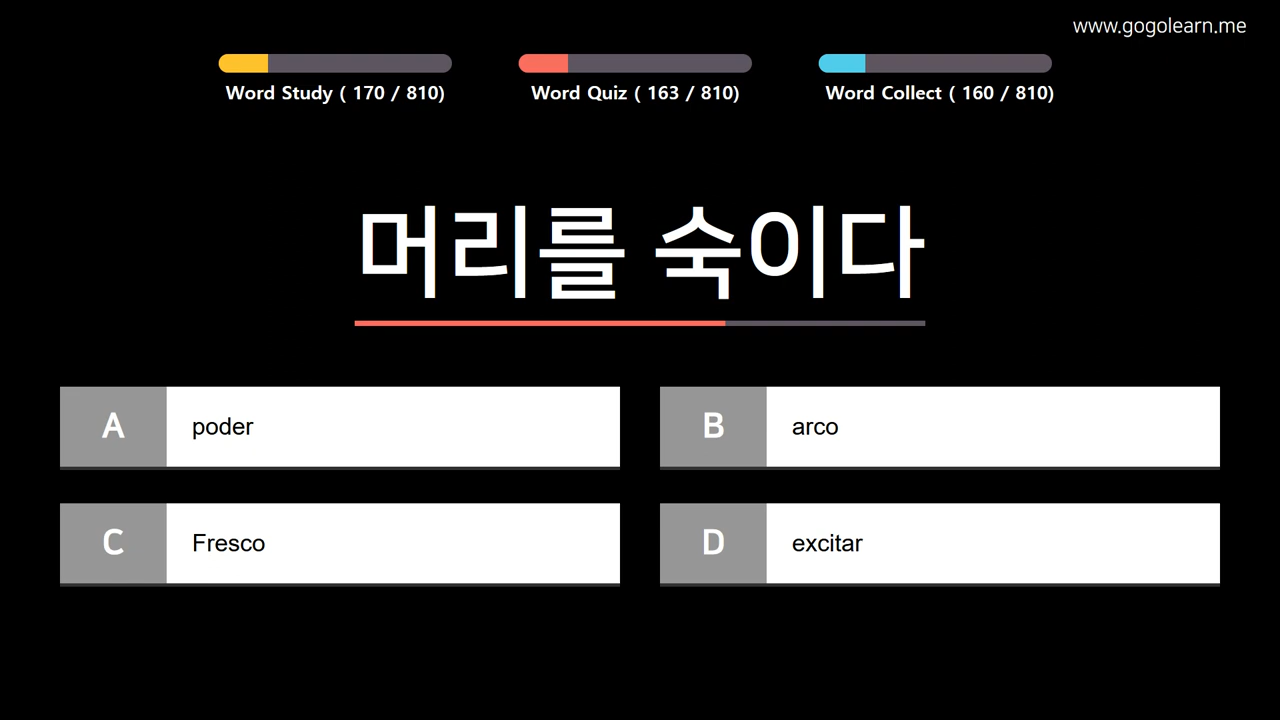 www.gogolearn.me
Word Study ( 170 / 810)
Word Quiz ( 163 / 810)
Word Collect ( 160 / 810)
머리를 숙이다
A poder
B arco
C Fresco
D excitar